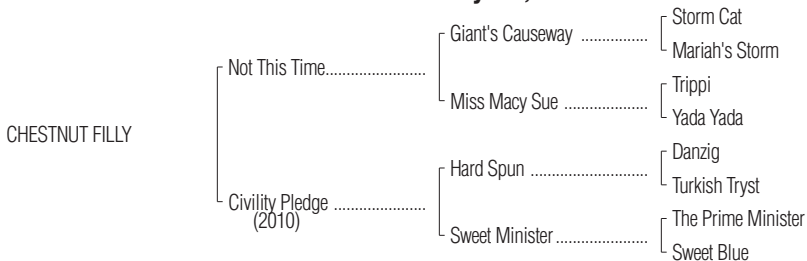 Storm Cat
Giant's Causeway ................
Mariah's Storm
Not This Time.......................
Trippi
Miss Macy Sue ....................
Yada Yada
CHESTNUT FILLY
Danzig
Hard Spun ...........................
Turkish Tryst
Civility Pledge .....................
(2010)
The Prime Minister
Sweet Minister.....................
Sweet Blue